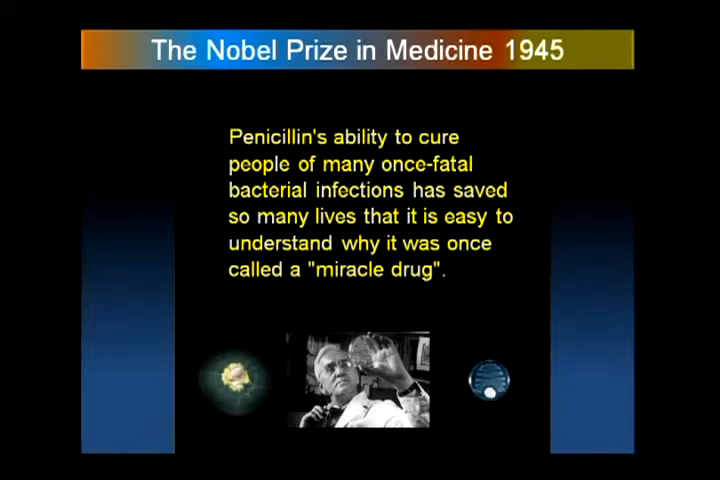 The Nobel Prize in Medicine 1945
Penicillin's ability to cure
people of many once-fatal
bacterial infections has saved
so many lives that it is easy to
understand why it was once
called a "miracle drug".